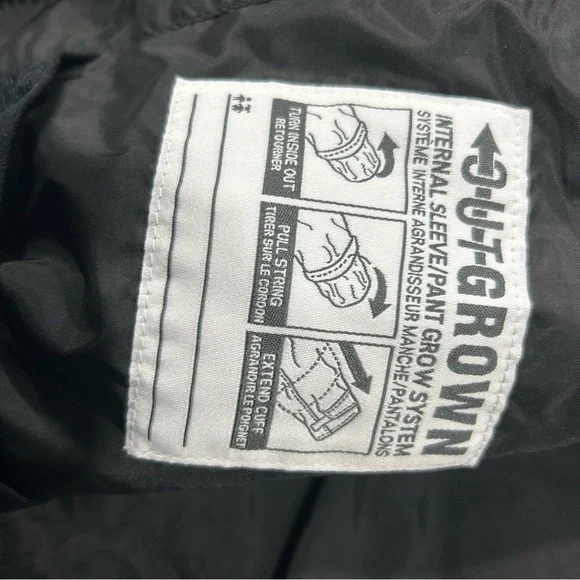 O-U-T-GROWN
INTERNAL SLEEVE/PANT GROW SYSTEM
SYSTÈME INTERNE AGRANDISSEUR MANCHE/PANTALONS
TURN INSIDE OUT
RETOURNER
PULL STRING
TIRER SUR LE CORDON
EXTEND CUFF
AGRANDIR LE POIGNET